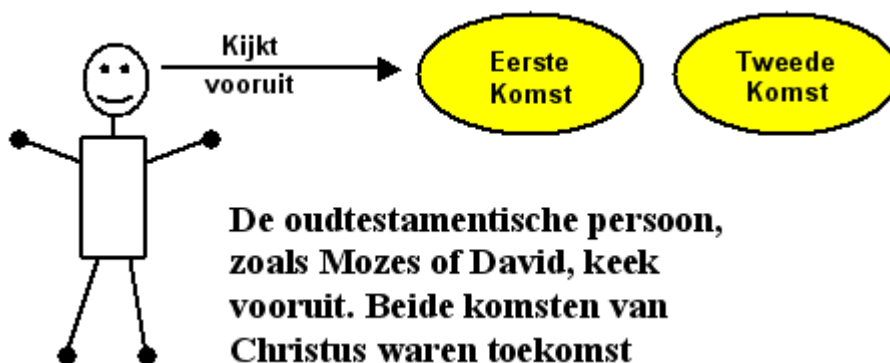 Kijkt
vooruit
Eerste
Komst
Tweede
Komst
De oudtestamentische persoon,
zoals Mozes of David, keek
vooruit. Beide komsten van
Christus waren toekomst